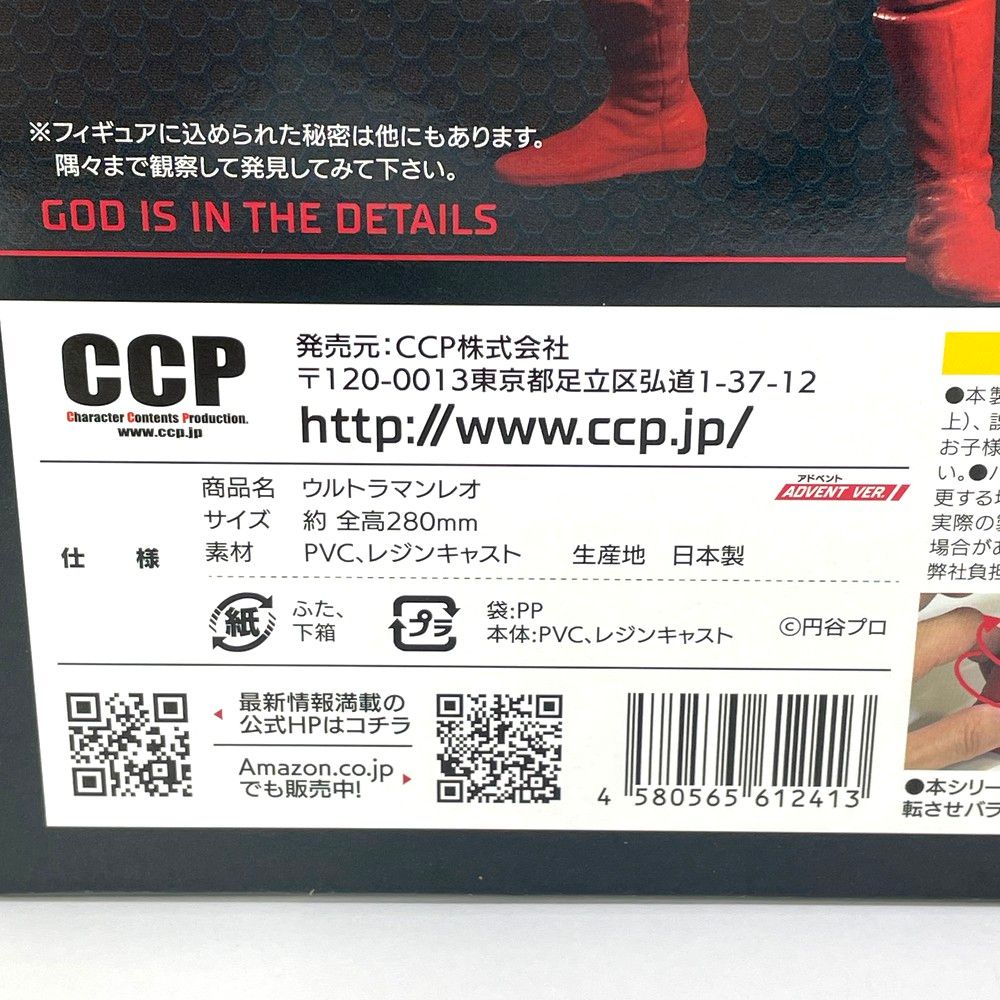 ※フィギュアに込められた秘密は他にもあります。
隅々まで観察して発見してみて下さい。
GOD IS IN THE DETAILS
CCP
Character Contents Production.
www.ccp.jp
発売元：CCP株式会社
〒120-0013東京都足立区弘道1-37-12
http://www.ccp.jp/
商品名 ウルトラマンレオ
アドベント
ADVENT VER.
サイズ 約 全高280mm
仕 様
素材 PVC、レジンキャスト 生産地 日本製
紙 ふた、
下箱
プラ 袋:PP
本体:PVC、レジンキャスト
©円谷プロ
最新情報満載の
公式HPはコチラ
Amazon.co.jp
でも販売中!
4 580565 612413
●本製
上)、誤
お子様
い。●パ
更する場
実際の製
場合があ
弊社負担
●本シリー
転させバラ